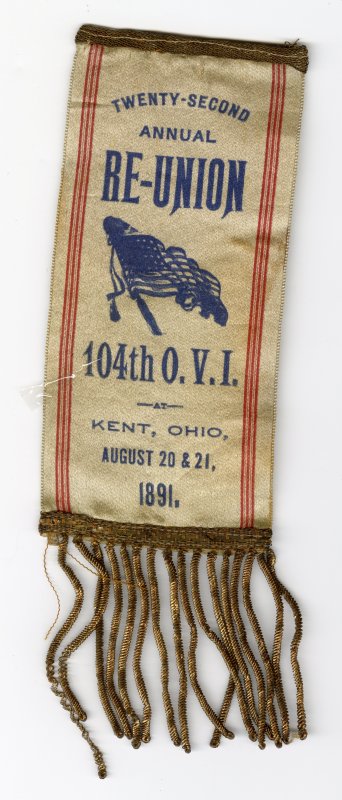 TWENTY-SECOND
ANNUAL
RE-UNION
104th O. V. I.
AT
KENT, OHIO,
AUGUST 20 & 21,
1891.